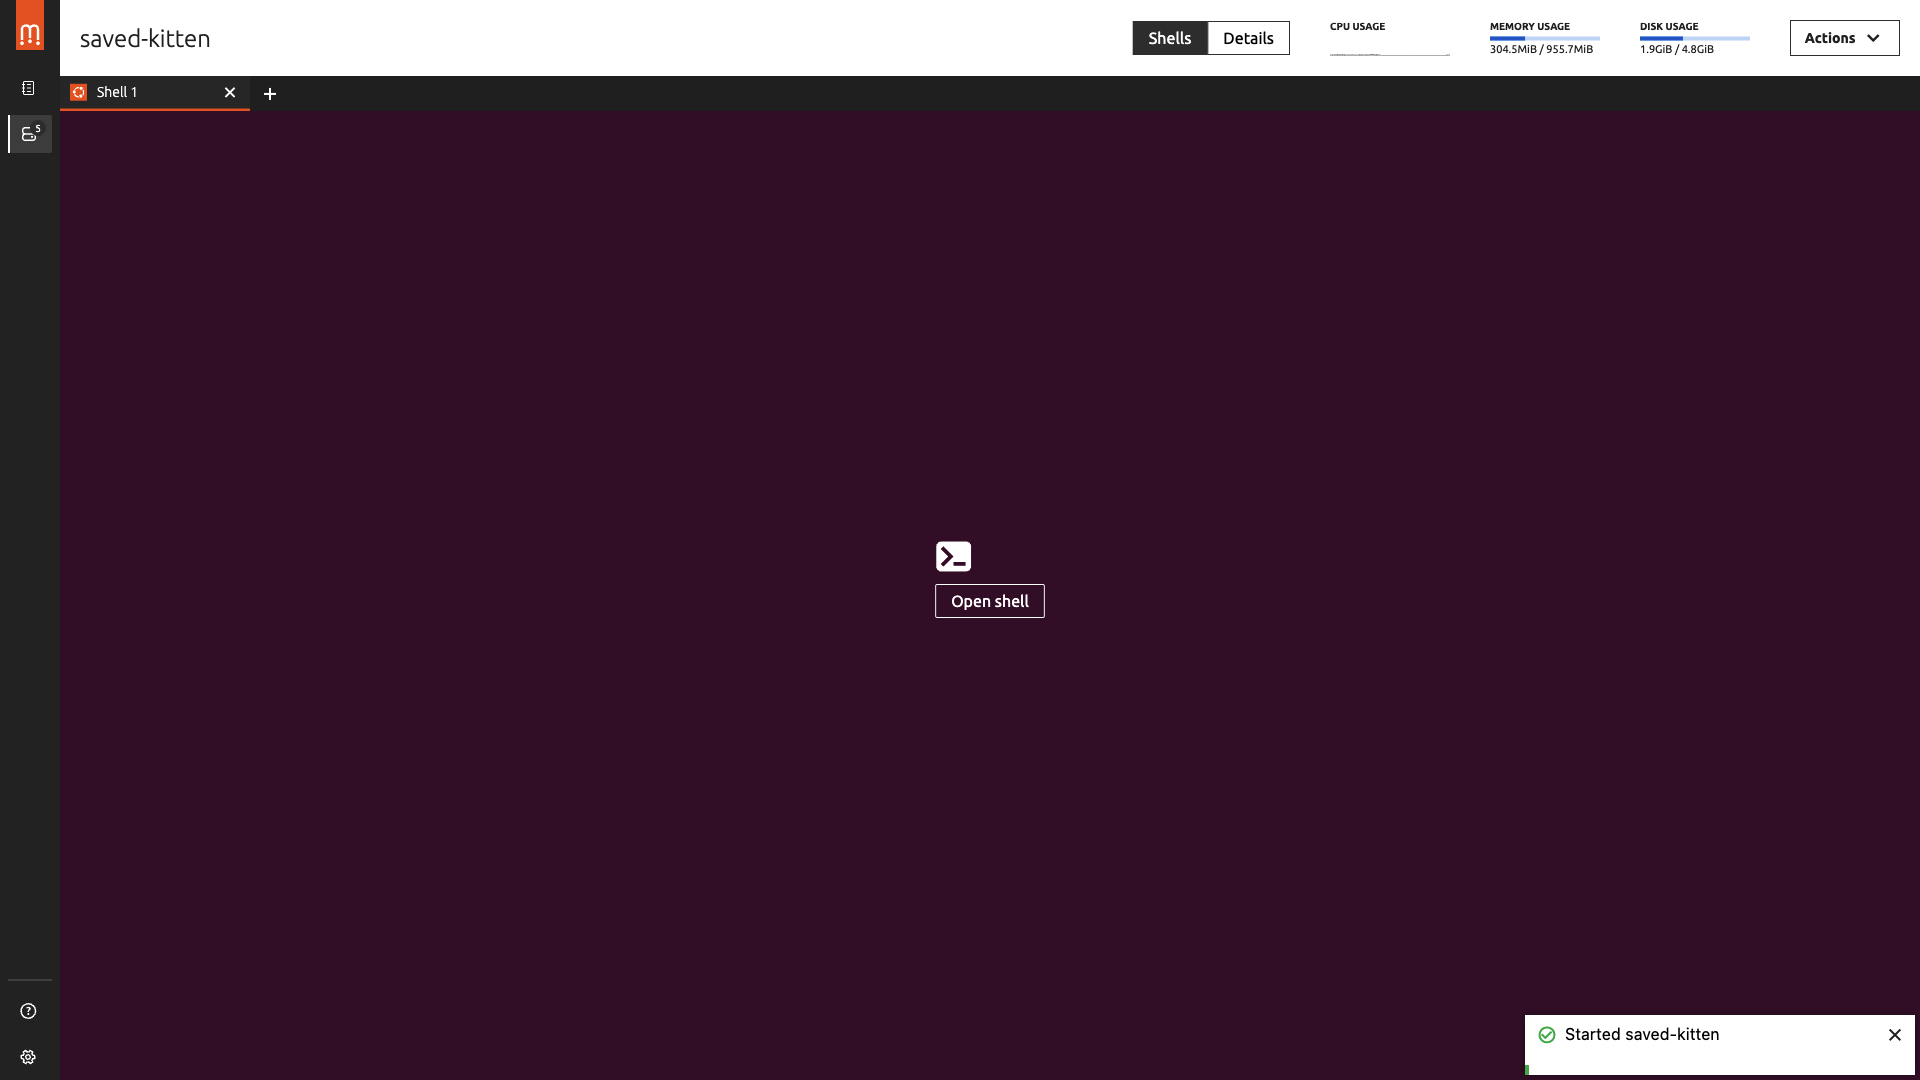 saved-kitten
Shells
Details
CPU USAGE
MEMORY USAGE
304.5MiB / 955.7MiB
DISK USAGE
1.9GiB / 4.8GiB
Actions
Shell 1
5
Open shell
Started saved-kitten